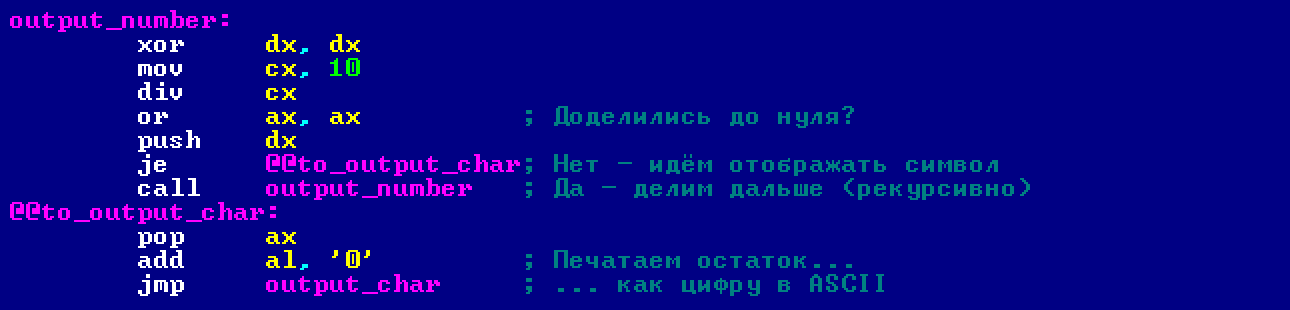 output_number:
xor dx, dx
mov cx, 10
div cx
or ax, ax ; Доделились до нуля?
push dx
je @@to_output_char; Нет - идём отображать символ
call output_number ; Да - делим дальше (рекурсивно)
@@to_output_char:
pop ax
add al, '0' ; Печатаем остаток...
jmp output_char ; ... как цифру в ASCII